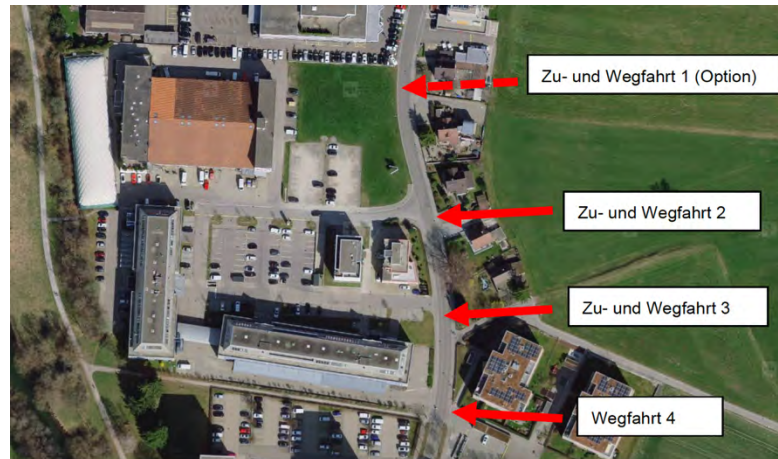 Zu- und Wegfahrt 1 (Option)
Zu- und Wegfahrt 2
Zu- und Wegfahrt 3
Wegfahrt 4